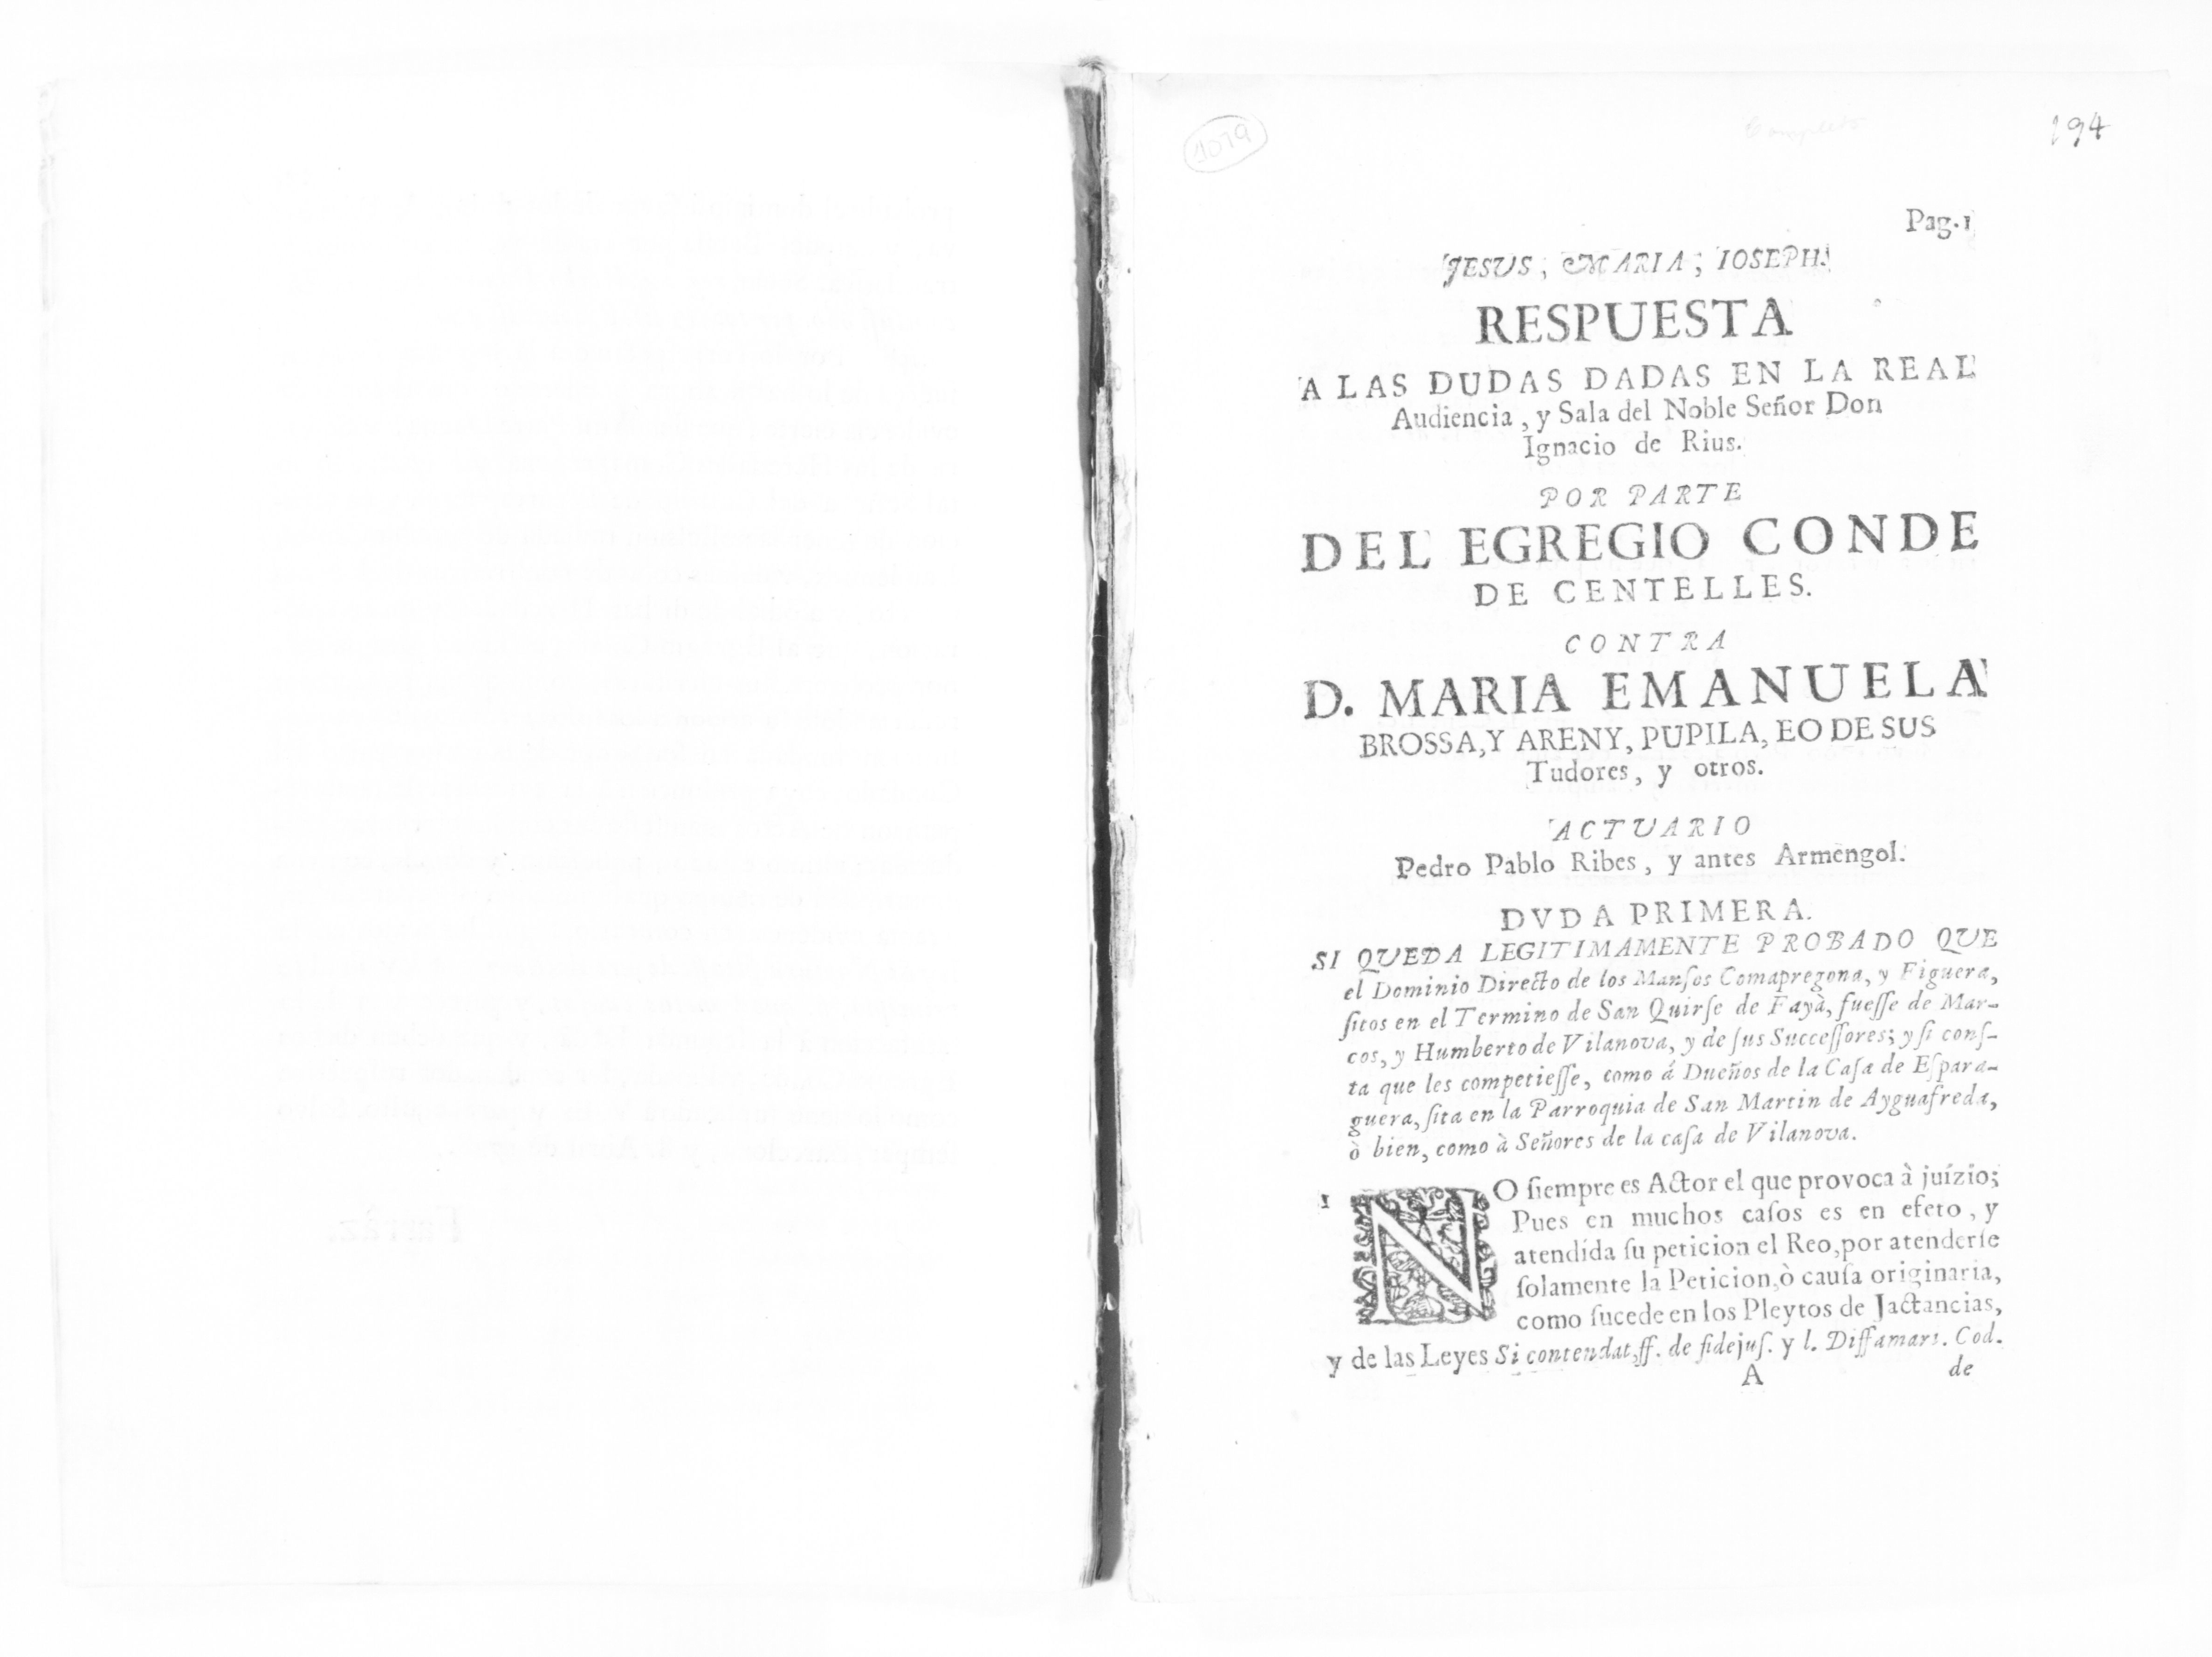 1079
194
Pag. 1
JESUS, MARIA, IOSEPH.
RESPUESTA
A LAS DUDAS DADAS EN LA REAL
Audiencia, y Sala del Noble Señor Don
Ignacio de Rius.
POR PARTE
DEL EGREGIO CONDE
DE CENTELLES.
CONTRA
D. MARIA EMANUELA
BROSSA, Y ARENY, PUPILA, EO DE SUS
Tudores, y otros.
ACTUARIO
Pedro Pablo Ribes, y antes Armengol.
DVDA PRIMERA.
SI QVEDA LEGITIMAMENTE PROBADO QVE
el Dominio Directo de los Manſos Comapregona, y Figuera,
ſitos en el Termino de San Quirſe de Fayà, fueſſe de Mar-
cos, y Humberto de Vilanova, y de ſus Succeſſores; y ſi conſ-
ta que les competieſſe, como á Dueños de la Caſa de Eſpara-
guera, ſita en la Parroquia de San Martin de Ayguafreda,
ò bien, como à Señores de la caſa de Vilanova.
1 NO ſiempre es Actor el que provoca à juízio;
Pues en muchos caſos es en efeto, y
atendída ſu peticion el Reo, por atenderſe
ſolamente la Peticion, ò cauſa originaria,
como ſucede en los Pleytos de Jactancias,
y de las Leyes Si contendat, ff. de fidejuſ. y l. Diffamari. Cod.
A de